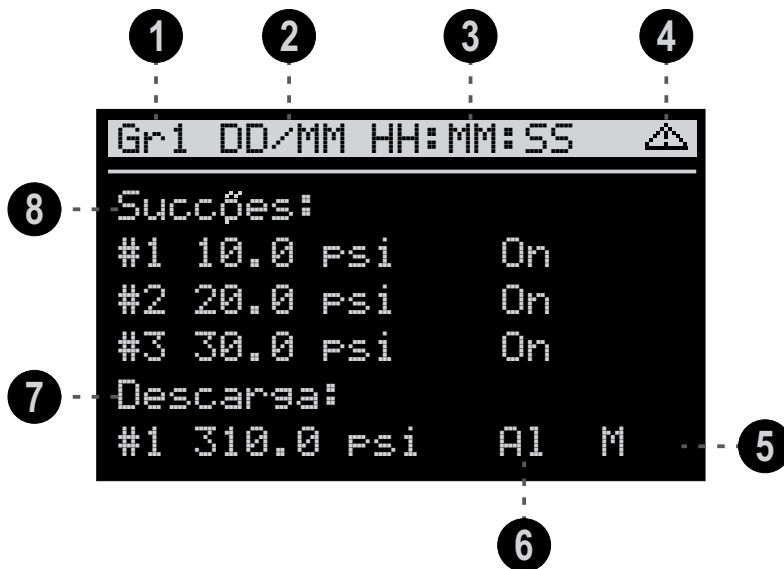 1 2 3 4
Gr1 DD/MM HH:MM:SS
8 Succões:
#1 10.0 psi On
#2 20.0 psi On
#3 30.0 psi On
7 Descarga:
#1 310.0 psi Al M 5
6